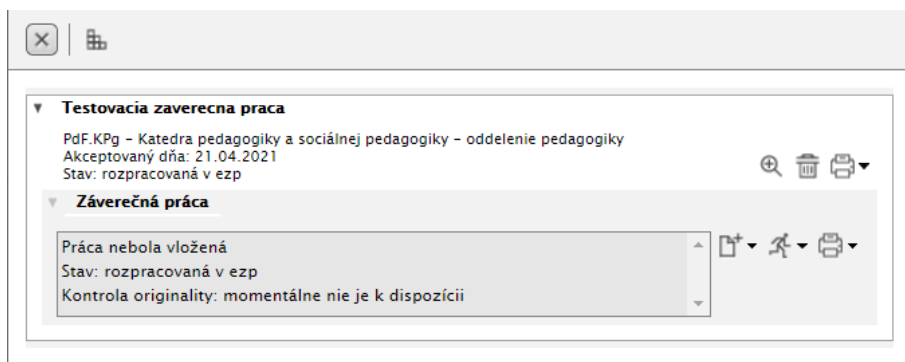 Testovacia zaverecna praca
PdF.KPg - Katedra pedagogiky a sociálnej pedagogiky - oddelenie pedagogiky
Akceptovaný dňa: 21.04.2021
Stav: rozpracovaná v ezp
Záverečná práca
Práca nebola vložená
Stav: rozpracovaná v ezp
Kontrola originality: momentálne nie je k dispozícii